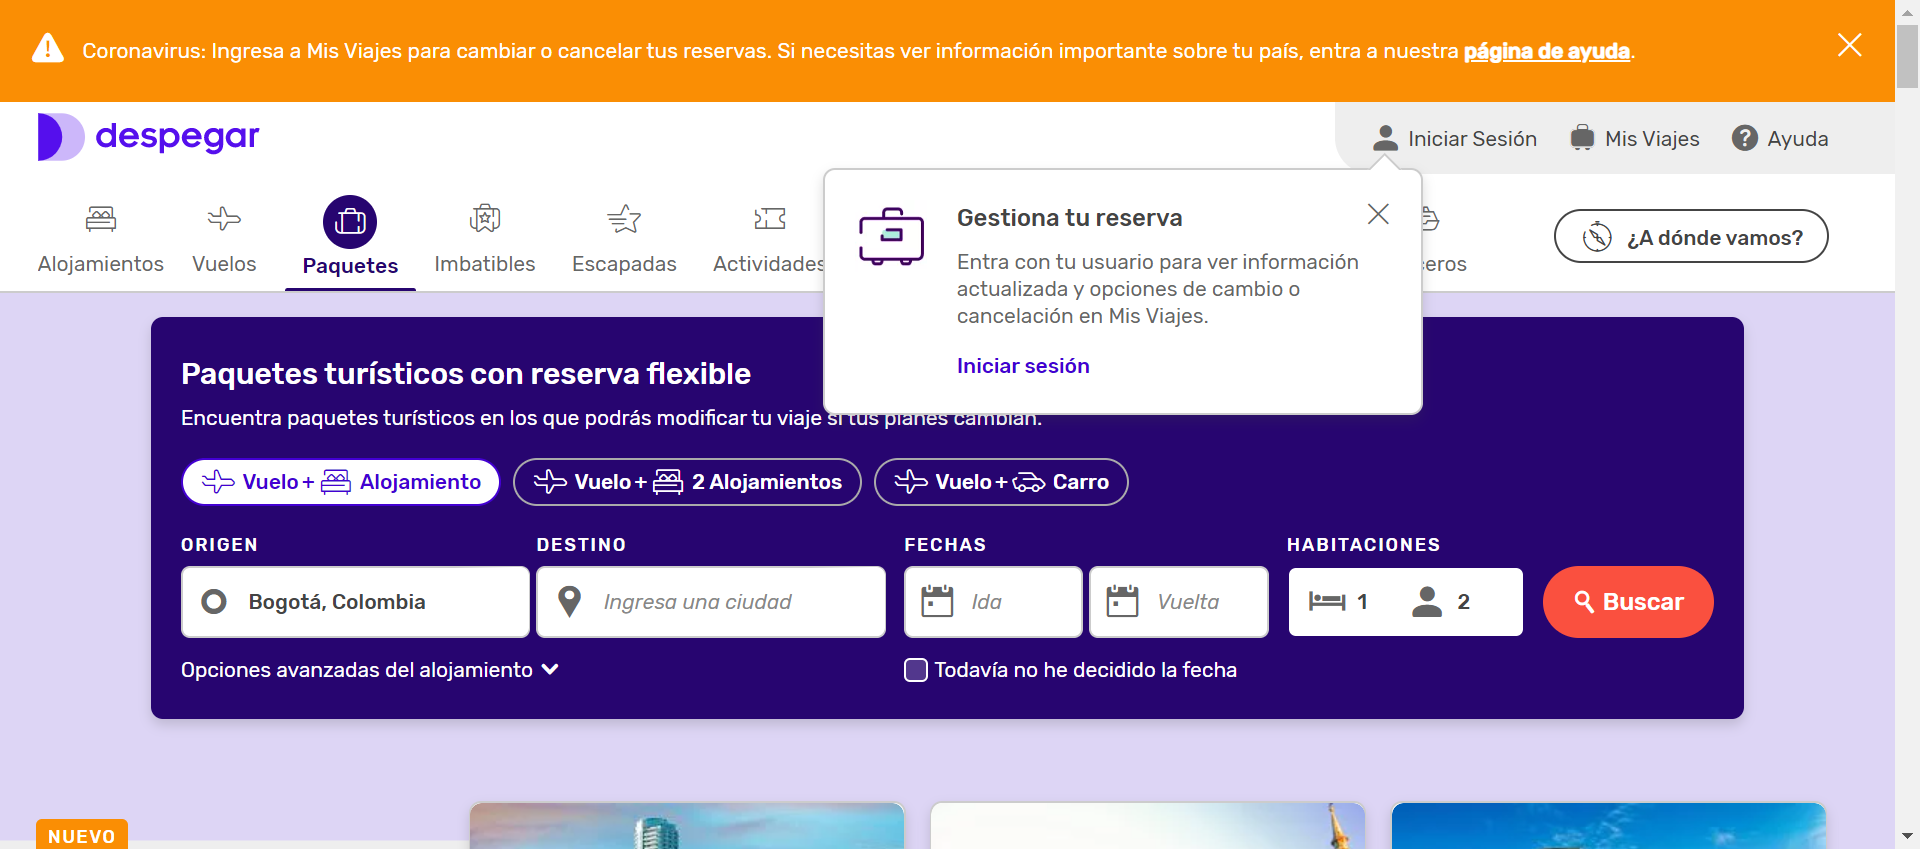 Coronavirus: Ingresa a Mis Viajes para cambiar o cancelar tus reservas. Si necesitas ver información importante sobre tu país, entra a nuestra página de ayuda.
despegar
Iniciar Sesión
Mis Viajes
Ayuda
Alojamientos
Vuelos
Paquetes
Imbatibles
Escapadas
Actividades
ceros
¿A dónde vamos?
Gestiona tu reserva
Entra con tu usuario para ver información
actualizada y opciones de cambio o
cancelación en Mis Viajes.
Iniciar sesión
Paquetes turísticos con reserva flexible
Encuentra paquetes turísticos en los que podrás modificar tu viaje si tus planes cambian.
Vuelo + Alojamiento
Vuelo + 2 Alojamientos
Vuelo + Carro
ORIGEN
DESTINO
FECHAS
HABITACIONES
Bogotá, Colombia
Ingresa una ciudad
Ida
Vuelta
1
2
Buscar
Opciones avanzadas del alojamiento
Todavía no he decidido la fecha
NUEVO